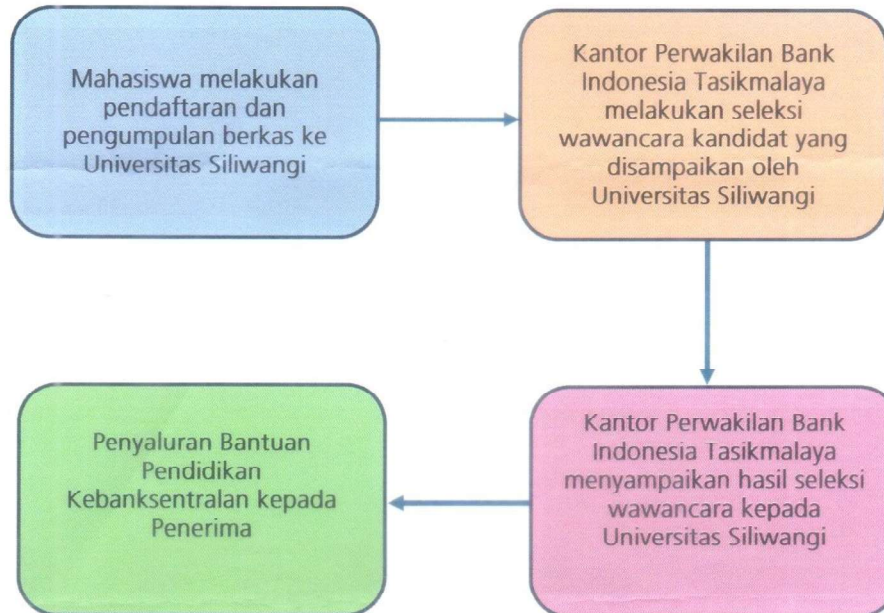 Mahasiswa melakukan
pendaftaran dan
pengumpulan berkas ke
Universitas Siliwangi
Kantor Perwakilan Bank
Indonesia Tasikmalaya
melakukan seleksi
wawancara kandidat yang
disampaikan oleh
Universitas Siliwangi
Kantor Perwakilan Bank
Indonesia Tasikmalaya
menyampaikan hasil seleksi
wawancara kepada
Universitas Siliwangi
Penyaluran Bantuan
Pendidikan
Kebanksentralan kepada
Penerima